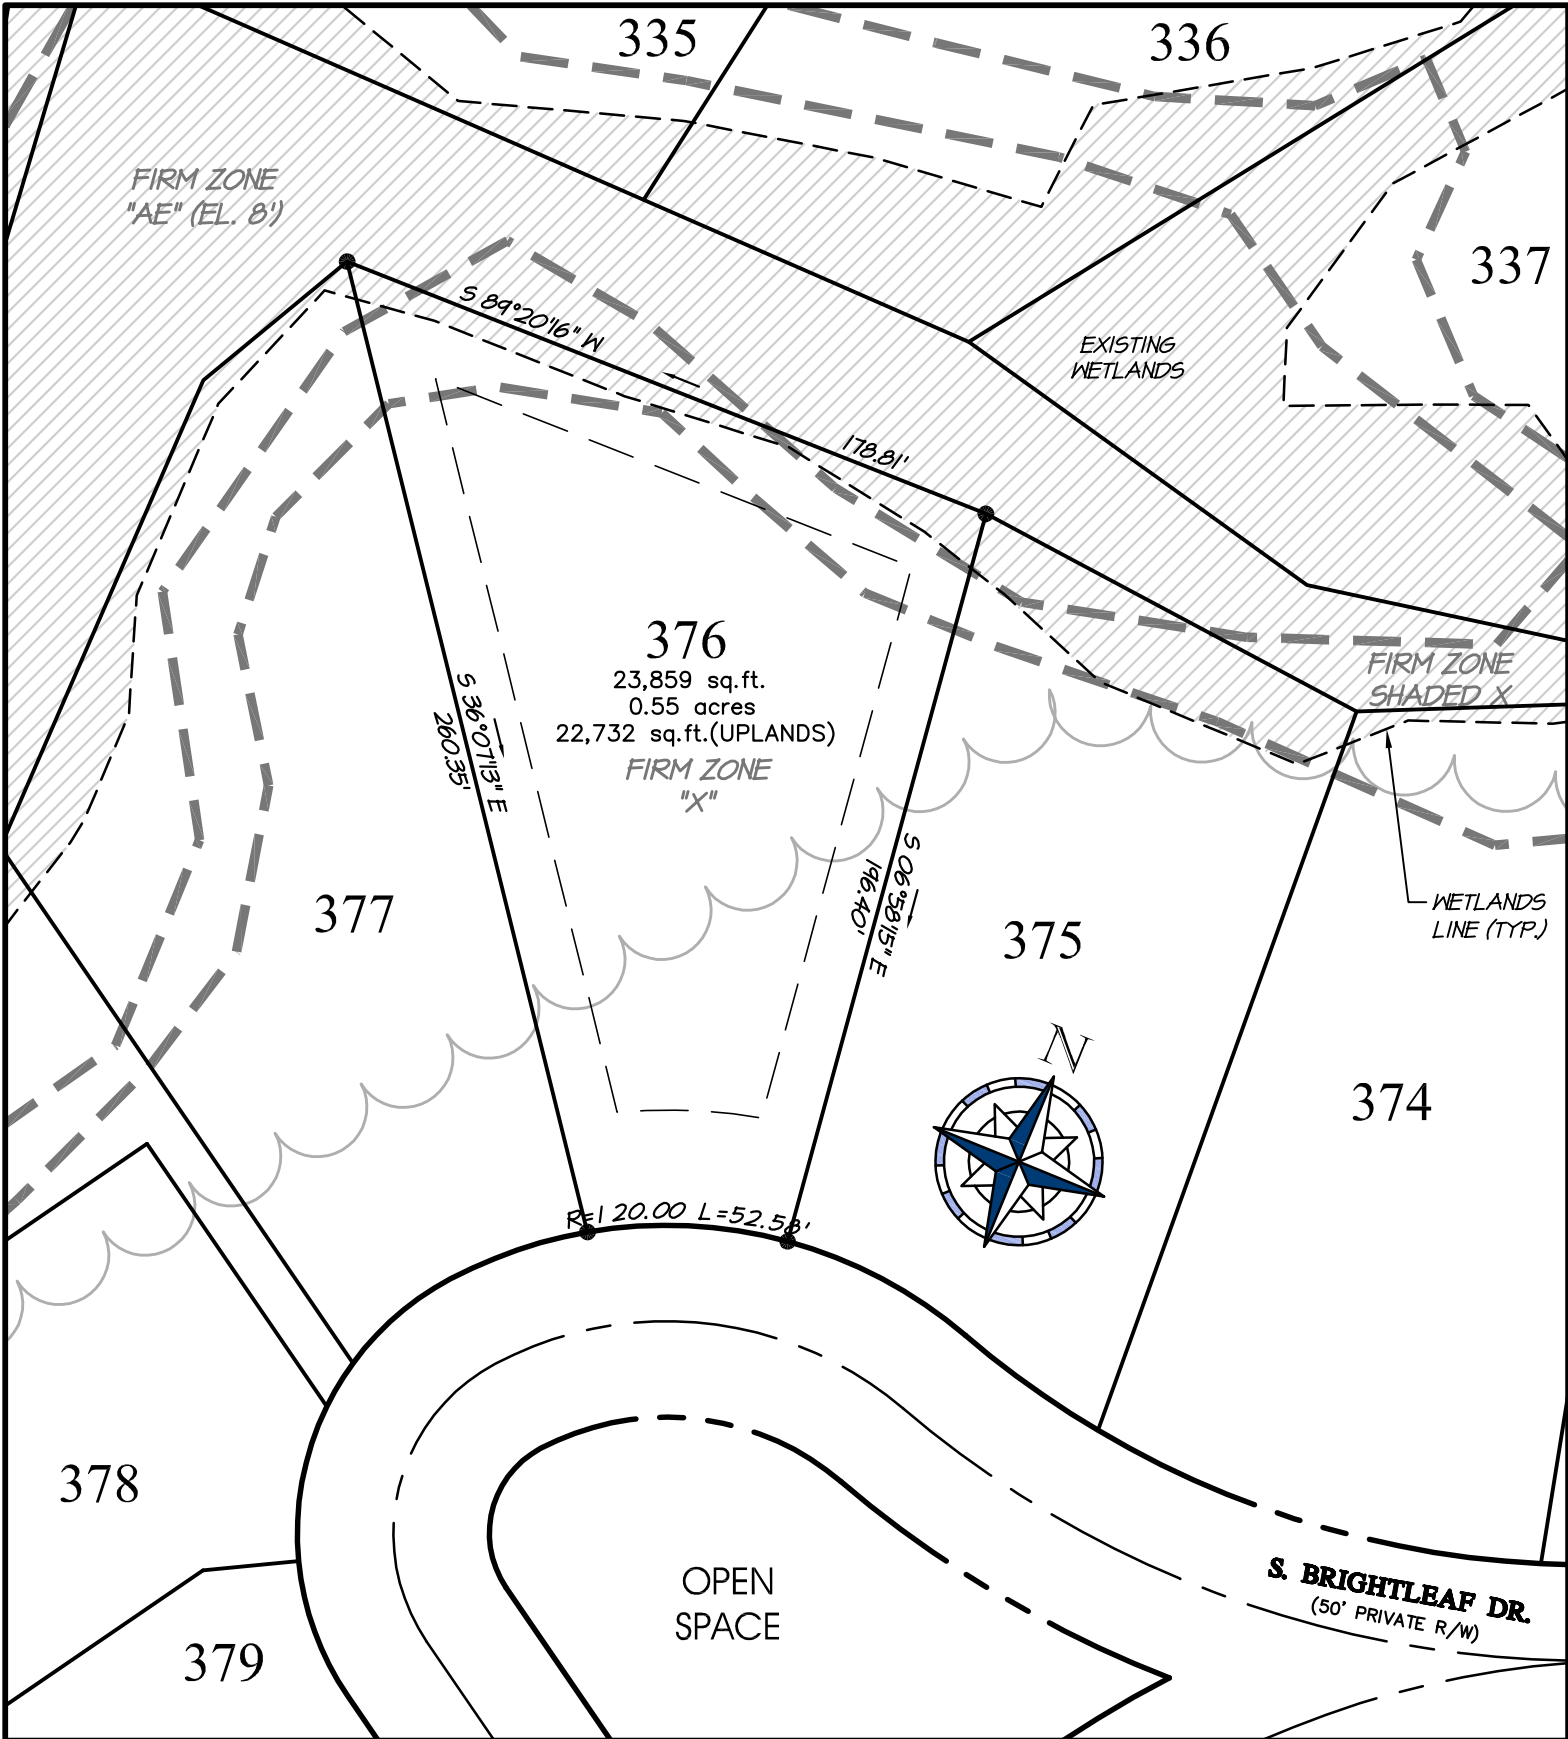 335
336
FIRM ZONE
"AE" (EL. 8')
337
S 89°20'16" W
178.81'
EXISTING
WETLANDS
376
23,859 sq.ft.
0.55 acres
22,732 sq.ft.(UPLANDS)
FIRM ZONE
"X"
FIRM ZONE
SHADED X
S 36°07'13" E
260.35'
S 06°58'15" E
196.40'
377
375
WETLANDS
LINE (TYP.)
N
374
R=120.00 L=52.58'
378
OPEN
SPACE
S. BRIGHTLEAF DR.
(50' PRIVATE R/W)
379